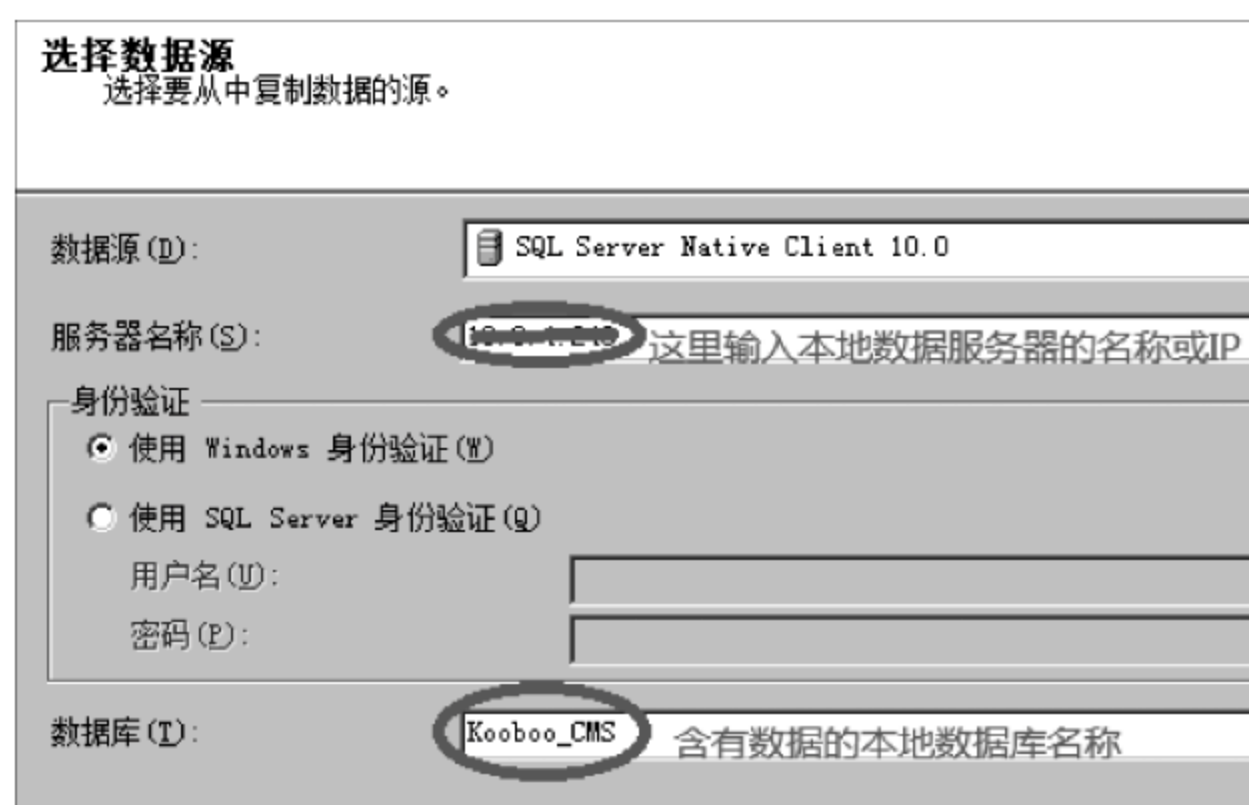 选择数据源
选择要从中复制数据的源。
数据源(D):
SQL Server Native Client 10.0
服务器名称(S):
这里输入本地数据服务器的名称或IP
身份验证
使用 Windows 身份验证(W)
使用 SQL Server 身份验证(Q)
用户名(U):
密码(P):
数据库(T):
Kooboo_CMS 含有数据的本地数据库名称